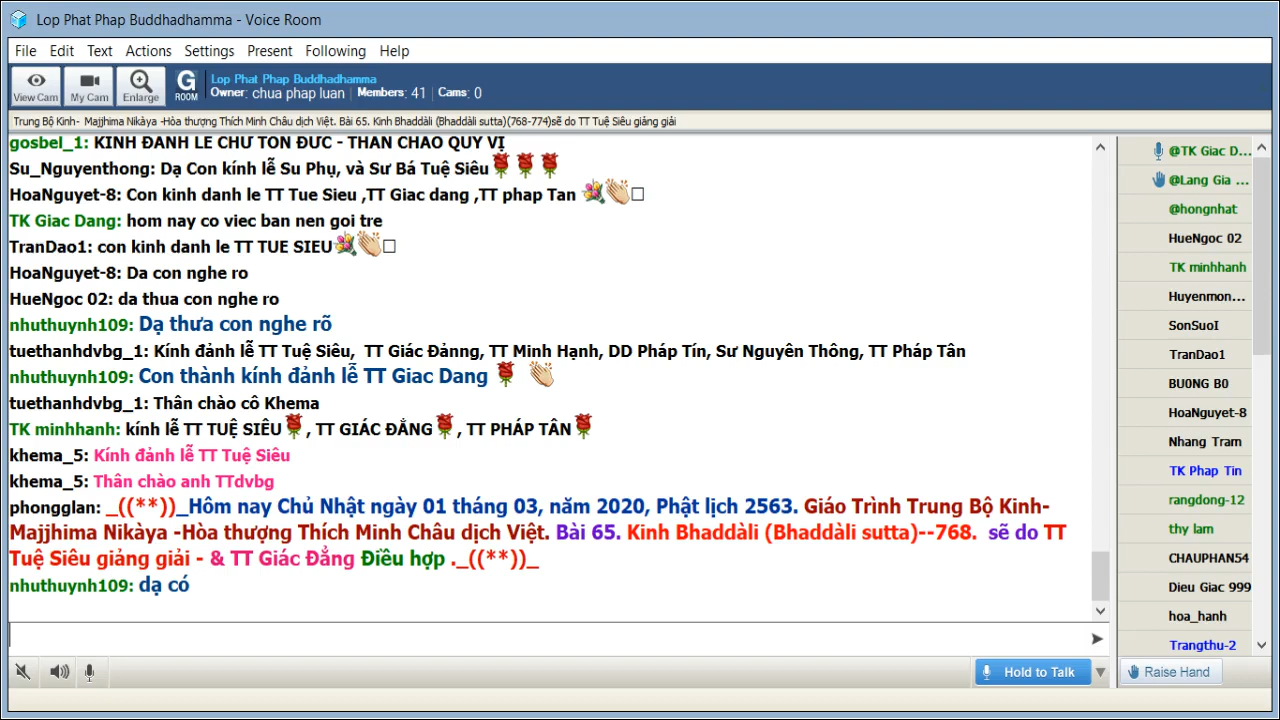 Lop Phat Phap Buddhadhamma - Voice Room
File Edit Text Actions Settings Present Following Help
View Cam My Cam Enlarge G ROOM
Lop Phat Phap Buddhadhamma
Owner: chua phap luan Members: 41 Cams: 0
Trung Bộ Kinh- Majjhima Nikàya -Hòa thượng Thích Minh Châu dịch Việt. Bài 65. Kinh Bhaddàli (Bhaddàli sutta)(768-774)sẽ do TT Tuệ Siêu giảng giải
gosbel_1: KINH ĐANH LE CHƯ TON ĐƯC - THAN CHAO QUY VỊ
Su_Nguyenthong: Dạ Con kính lễ Su Phụ, và Sư Bá Tuệ Siêu
HoaNguyet-8: Con kinh danh le TT Tue Sieu ,TT Giac dang ,TT phap Tan
TK Giac Dang: hom nay co viec ban nen goi tre
TranDao1: con kinh danh le TT TUE SIEU
HoaNguyet-8: Da con nghe ro
HueNgoc 02: da thua con nghe ro
nhuthuynh109: Dạ thưa con nghe rõ
tuethanhdvbg_1: Kính đảnh lễ TT Tuệ Siêu, TT Giác Đảnng, TT Minh Hạnh, DD Pháp Tín, Sư Nguyên Thông, TT Pháp Tân
nhuthuynh109: Con thành kính đảnh lễ TT Giac Dang
tuethanhdvbg_1: Thân chào cô Khema
TK minhhanh: kính lễ TT TUỆ SIÊU, TT GIÁC ĐẲNG, TT PHÁP TÂN
khema_5: Kính đảnh lễ TT Tuệ Siêu
khema_5: Thân chào anh TTdvbg
phongglan: _((**))_Hôm nay Chủ Nhật ngày 01 tháng 03, năm 2020, Phật lịch 2563. Giáo Trình Trung Bộ Kinh-
Majjhima Nikàya -Hòa thượng Thích Minh Châu dịch Việt. Bài 65. Kinh Bhaddàli (Bhaddàli sutta)--768. sẽ do TT
Tuệ Siêu giảng giải - & TT Giác Đẳng Điều hợp ._((**))_
nhuthuynh109: dạ có
@TK Giac D...
@Lang Gia ...
@hongnhat
HueNgoc 02
TK minhhanh
Huyenmon...
SonSuoI
TranDao1
BU0NG B0
HoaNguyet-8
Nhang Tram
TK Phap Tin
rangdong-12
thy lam
CHAUPHAN54
Dieu Giac 999
hoa_hanh
Trangthu-2
Hold to Talk
Raise Hand